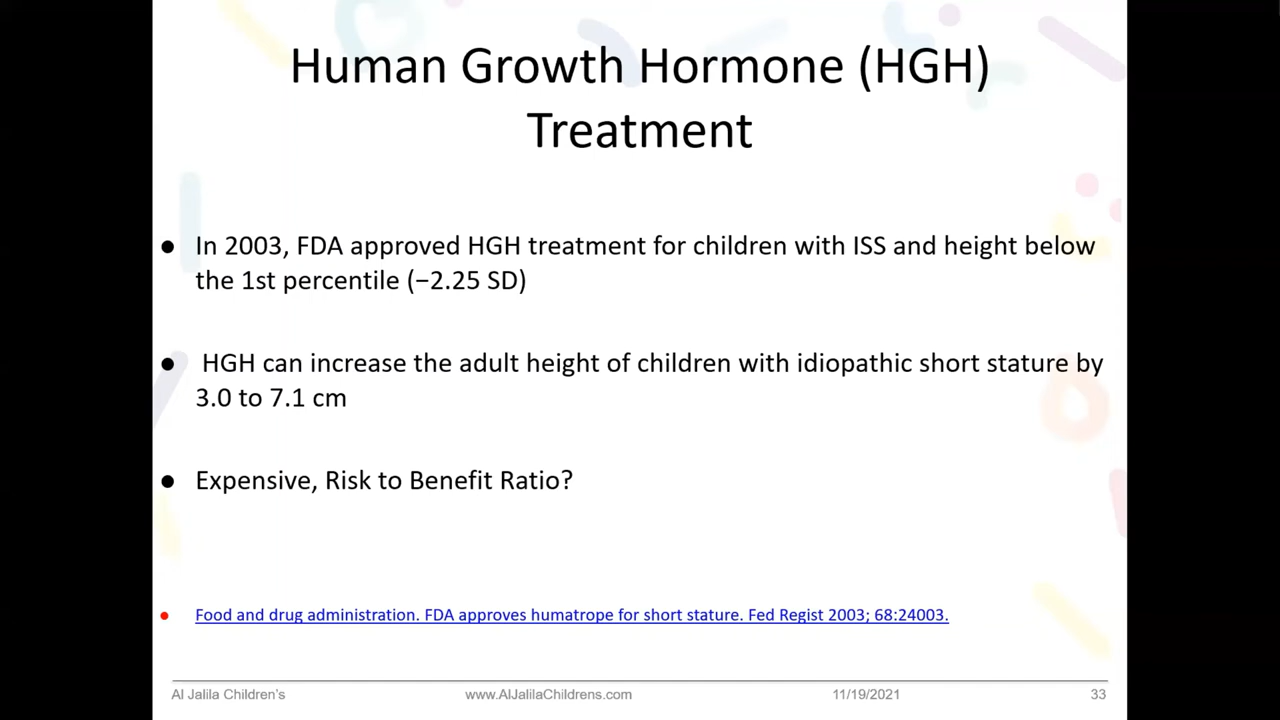 Human Growth Hormone (HGH)
Treatment
● In 2003, FDA approved HGH treatment for children with ISS and height below
the 1st percentile (−2.25 SD)
● HGH can increase the adult height of children with idiopathic short stature by
3.0 to 7.1 cm
● Expensive, Risk to Benefit Ratio?
● Food and drug administration. FDA approves humatrope for short stature. Fed Regist 2003; 68:24003.
Al Jalila Children's www.AlJalilaChildrens.com 11/19/2021 33